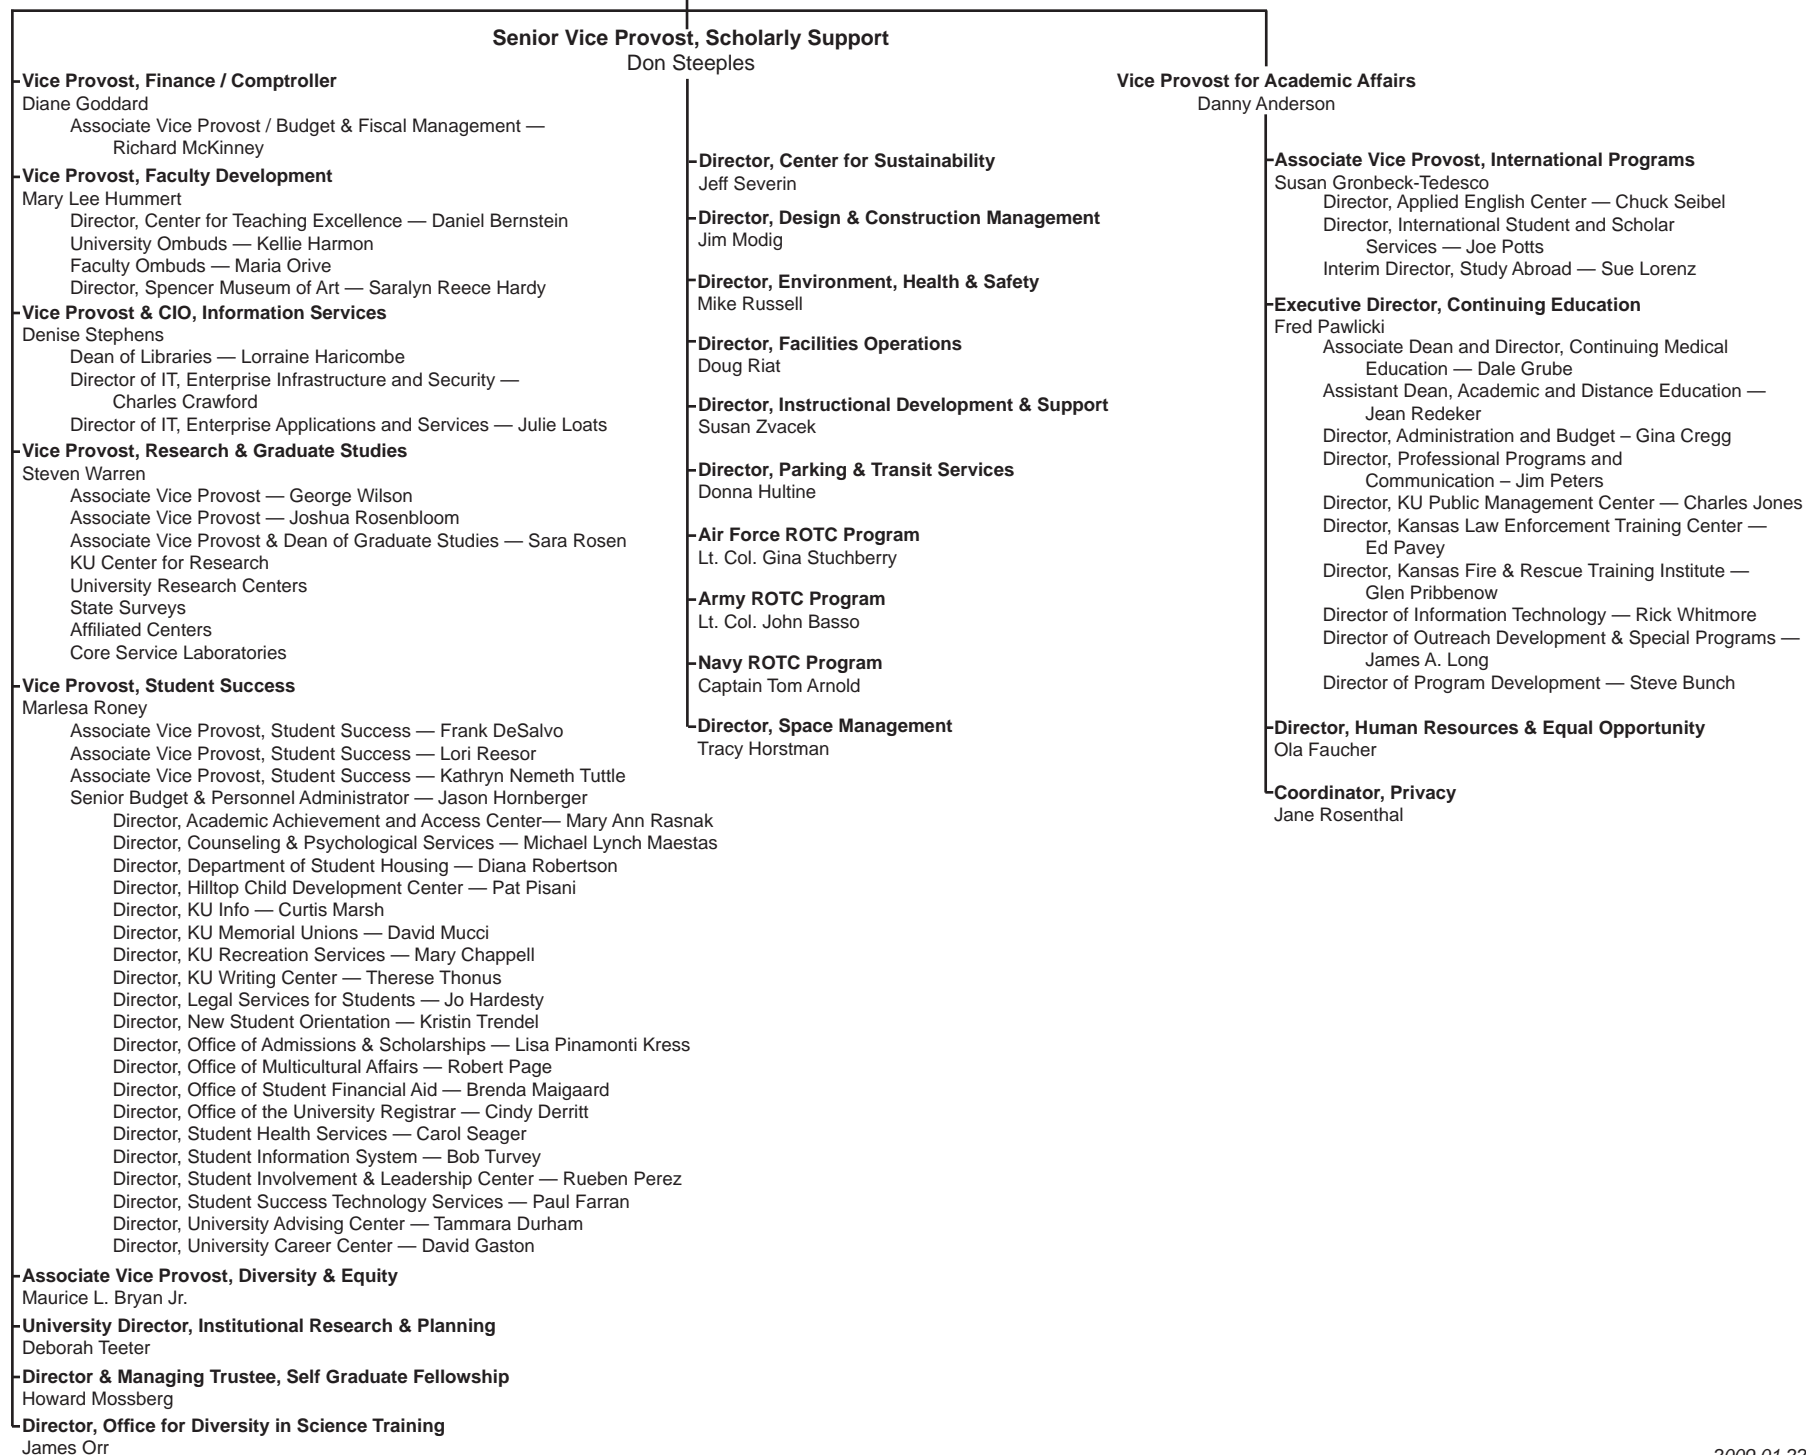 Senior Vice Provost, Scholarly Support
Don Steeples
Vice Provost, Finance / Comptroller
Diane Goddard
Associate Vice Provost / Budget & Fiscal Management —
Richard McKinney
Vice Provost, Faculty Development
Mary Lee Hummert
Director, Center for Teaching Excellence — Daniel Bernstein
University Ombuds — Kellie Harmon
Faculty Ombuds — Maria Orive
Director, Spencer Museum of Art — Saralyn Reece Hardy
Vice Provost & CIO, Information Services
Denise Stephens
Dean of Libraries — Lorraine Haricombe
Director of IT, Enterprise Infrastructure and Security —
Charles Crawford
Director of IT, Enterprise Applications and Services — Julie Loats
Vice Provost, Research & Graduate Studies
Steven Warren
Associate Vice Provost — George Wilson
Associate Vice Provost — Joshua Rosenbloom
Associate Vice Provost & Dean of Graduate Studies — Sara Rosen
KU Center for Research
University Research Centers
State Surveys
Affiliated Centers
Core Service Laboratories
Vice Provost, Student Success
Marlesa Roney
Associate Vice Provost, Student Success — Frank DeSalvo
Associate Vice Provost, Student Success — Lori Reesor
Associate Vice Provost, Student Success — Kathryn Nemeth Tuttle
Senior Budget & Personnel Administrator — Jason Hornberger
Director, Academic Achievement and Access Center— Mary Ann Rasnak
Director, Counseling & Psychological Services — Michael Lynch Maestas
Director, Department of Student Housing — Diana Robertson
Director, Hilltop Child Development Center — Pat Pisani
Director, KU Info — Curtis Marsh
Director, KU Memorial Unions — David Mucci
Director, KU Recreation Services — Mary Chappell
Director, KU Writing Center — Therese Thonus
Director, Legal Services for Students — Jo Hardesty
Director, New Student Orientation — Kristin Trendel
Director, Office of Admissions & Scholarships — Lisa Pinamonti Kress
Director, Office of Multicultural Affairs — Robert Page
Director, Office of Student Financial Aid — Brenda Maigaard
Director, Office of the University Registrar — Cindy Derritt
Director, Student Health Services — Carol Seager
Director, Student Information System — Bob Turvey
Director, Student Involvement & Leadership Center — Rueben Perez
Director, Student Success Technology Services — Paul Farran
Director, University Advising Center — Tammara Durham
Director, University Career Center — David Gaston
Associate Vice Provost, Diversity & Equity
Maurice L. Bryan Jr.
University Director, Institutional Research & Planning
Deborah Teeter
Director & Managing Trustee, Self Graduate Fellowship
Howard Mossberg
Director, Office for Diversity in Science Training
James Orr
Director, Center for Sustainability
Jeff Severin
Director, Design & Construction Management
Jim Modig
Director, Environment, Health & Safety
Mike Russell
Director, Facilities Operations
Doug Riat
Director, Instructional Development & Support
Susan Zvacek
Director, Parking & Transit Services
Donna Hultine
Air Force ROTC Program
Lt. Col. Gina Stuchberry
Army ROTC Program
Lt. Col. John Basso
Navy ROTC Program
Captain Tom Arnold
Director, Space Management
Tracy Horstman
Vice Provost for Academic Affairs
Danny Anderson
Associate Vice Provost, International Programs
Susan Gronbeck-Tedesco
Director, Applied English Center — Chuck Seibel
Director, International Student and Scholar
Services — Joe Potts
Interim Director, Study Abroad — Sue Lorenz
Executive Director, Continuing Education
Fred Pawlicki
Associate Dean and Director, Continuing Medical
Education — Dale Grube
Assistant Dean, Academic and Distance Education —
Jean Redeker
Director, Administration and Budget – Gina Cregg
Director, Professional Programs and
Communication – Jim Peters
Director, KU Public Management Center — Charles Jones
Director, Kansas Law Enforcement Training Center —
Ed Pavey
Director, Kansas Fire & Rescue Training Institute —
Glen Pribbenow
Director of Information Technology — Rick Whitmore
Director of Outreach Development & Special Programs —
James A. Long
Director of Program Development — Steve Bunch
Director, Human Resources & Equal Opportunity
Ola Faucher
Coordinator, Privacy
Jane Rosenthal